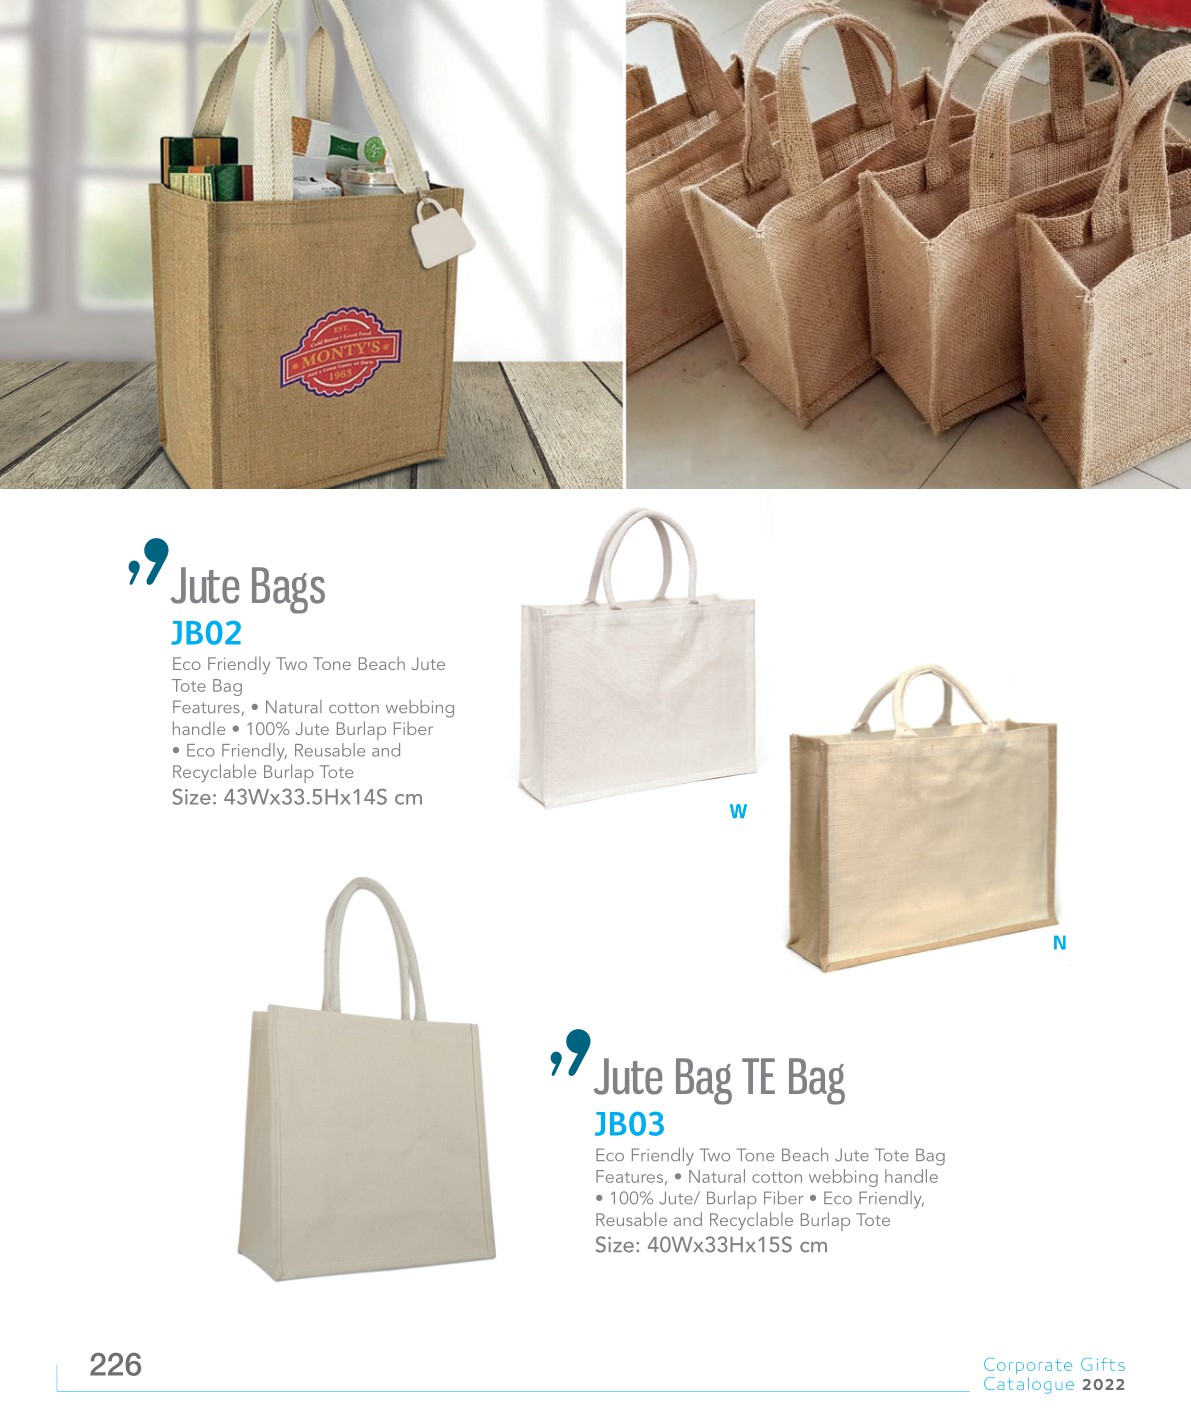 EST.
Cold Brews • Good Food
MONTY'S
And a Great Game of Darts
1963
Jute Bags
JB02
Eco Friendly Two Tone Beach Jute
Tote Bag
Features, • Natural cotton webbing
handle • 100% Jute Burlap Fiber
• Eco Friendly, Reusable and
Recyclable Burlap Tote
Size: 43Wx33.5Hx14S cm
W
N
Jute Bag TE Bag
JB03
Eco Friendly Two Tone Beach Jute Tote Bag
Features, • Natural cotton webbing handle
• 100% Jute/ Burlap Fiber • Eco Friendly,
Reusable and Recyclable Burlap Tote
Size: 40Wx33Hx15S cm
226
Corporate Gifts
Catalogue 2022